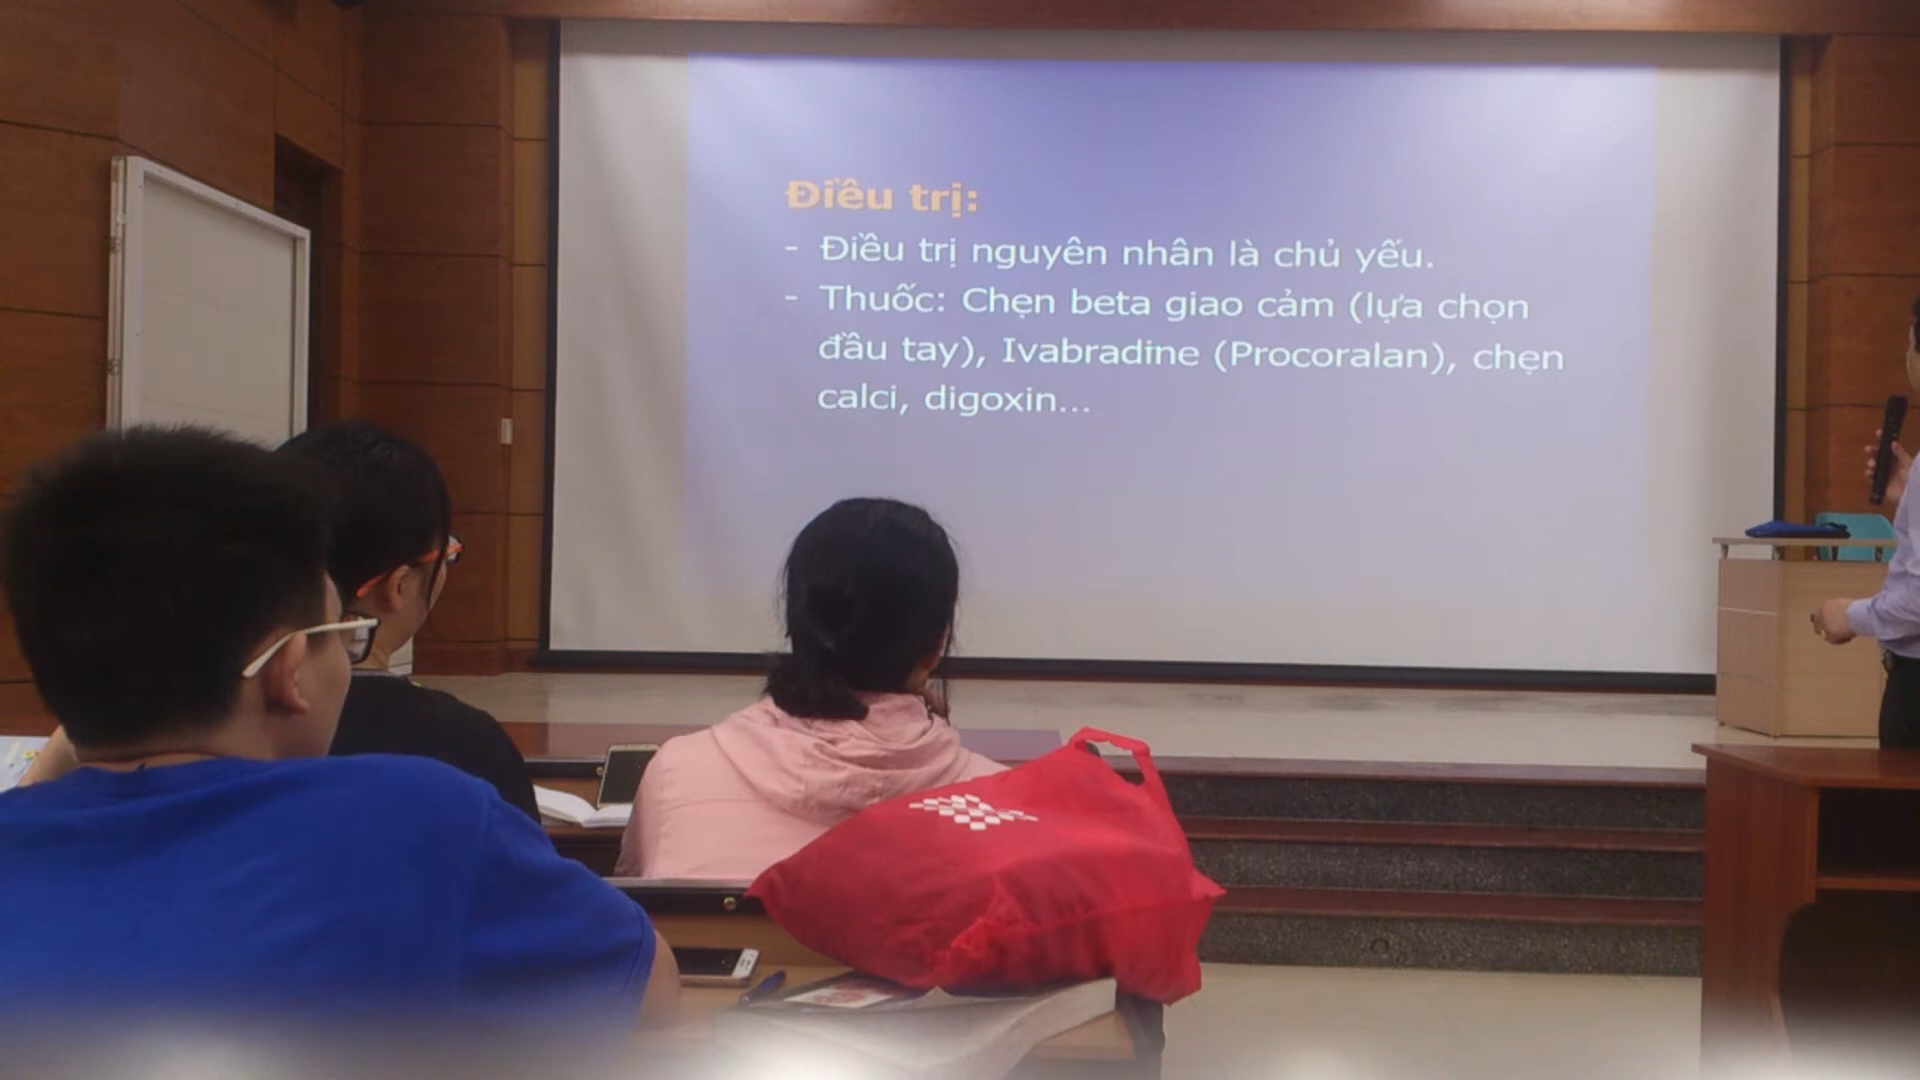 Điều trị:
- Điều trị nguyên nhân là chủ yếu.
- Thuốc: Chẹn beta giao cảm (lựa chọn
đầu tay), Ivabradine (Procoralan), chẹn
calci, digoxin...